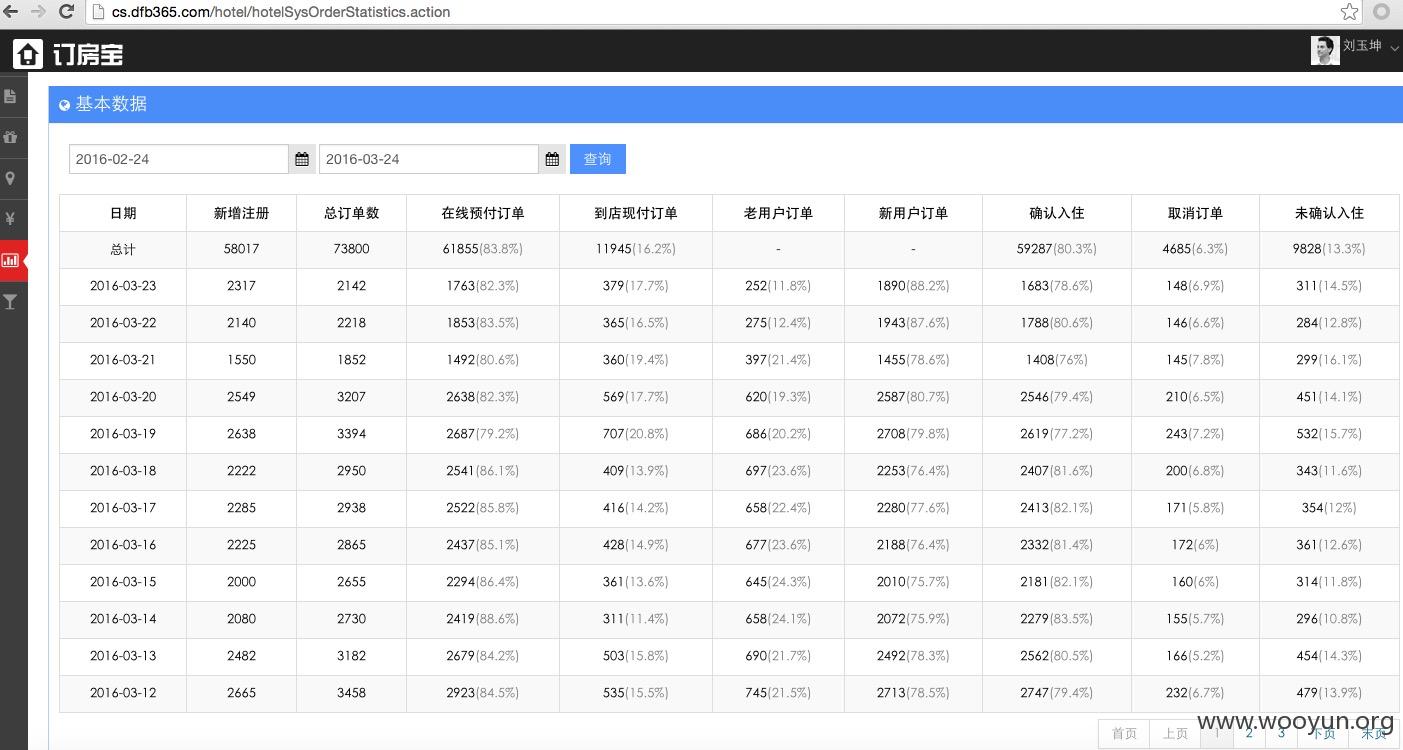 cs.dfb365.com/hotel/hotelSysOrderStatistics.action
订房宝 刘玉坤
基本数据
2016-02-24 2016-03-24 查询
日期 新增注册 总订单数 在线预付订单 到店现付订单 老用户订单 新用户订单 确认入住 取消订单 未确认入住
总计 58017 73800 61855(83.8%) 11945(16.2%) - - 59287(80.3%) 4685(6.3%) 9828(13.3%)
2016-03-23 2317 2142 1763(82.3%) 379(17.7%) 252(11.8%) 1890(88.2%) 1683(78.6%) 148(6.9%) 311(14.5%)
2016-03-22 2140 2218 1853(83.5%) 365(16.5%) 275(12.4%) 1943(87.6%) 1788(80.6%) 146(6.6%) 284(12.8%)
2016-03-21 1550 1852 1492(80.6%) 360(19.4%) 397(21.4%) 1455(78.6%) 1408(76%) 145(7.8%) 299(16.1%)
2016-03-20 2549 3207 2638(82.3%) 569(17.7%) 620(19.3%) 2587(80.7%) 2546(79.4%) 210(6.5%) 451(14.1%)
2016-03-19 2638 3394 2687(79.2%) 707(20.8%) 686(20.2%) 2708(79.8%) 2619(77.2%) 243(7.2%) 532(15.7%)
2016-03-18 2222 2950 2541(86.1%) 409(13.9%) 697(23.6%) 2253(76.4%) 2407(81.6%) 200(6.8%) 343(11.6%)
2016-03-17 2285 2938 2522(85.8%) 416(14.2%) 658(22.4%) 2280(77.6%) 2413(82.1%) 171(5.8%) 354(12%)
2016-03-16 2225 2865 2437(85.1%) 428(14.9%) 677(23.6%) 2188(76.4%) 2332(81.4%) 172(6%) 361(12.6%)
2016-03-15 2000 2655 2294(86.4%) 361(13.6%) 645(24.3%) 2010(75.7%) 2181(82.1%) 160(6%) 314(11.8%)
2016-03-14 2080 2730 2419(88.6%) 311(11.4%) 658(24.1%) 2072(75.9%) 2279(83.5%) 155(5.7%) 296(10.8%)
2016-03-13 2482 3182 2679(84.2%) 503(15.8%) 690(21.7%) 2492(78.3%) 2562(80.5%) 166(5.2%) 454(14.3%)
2016-03-12 2665 3458 2923(84.5%) 535(15.5%) 745(21.5%) 2713(78.5%) 2747(79.4%) 232(6.7%) 479(13.9%)
www.wooyun.org
首页 上页 1 2 3 下页 末页